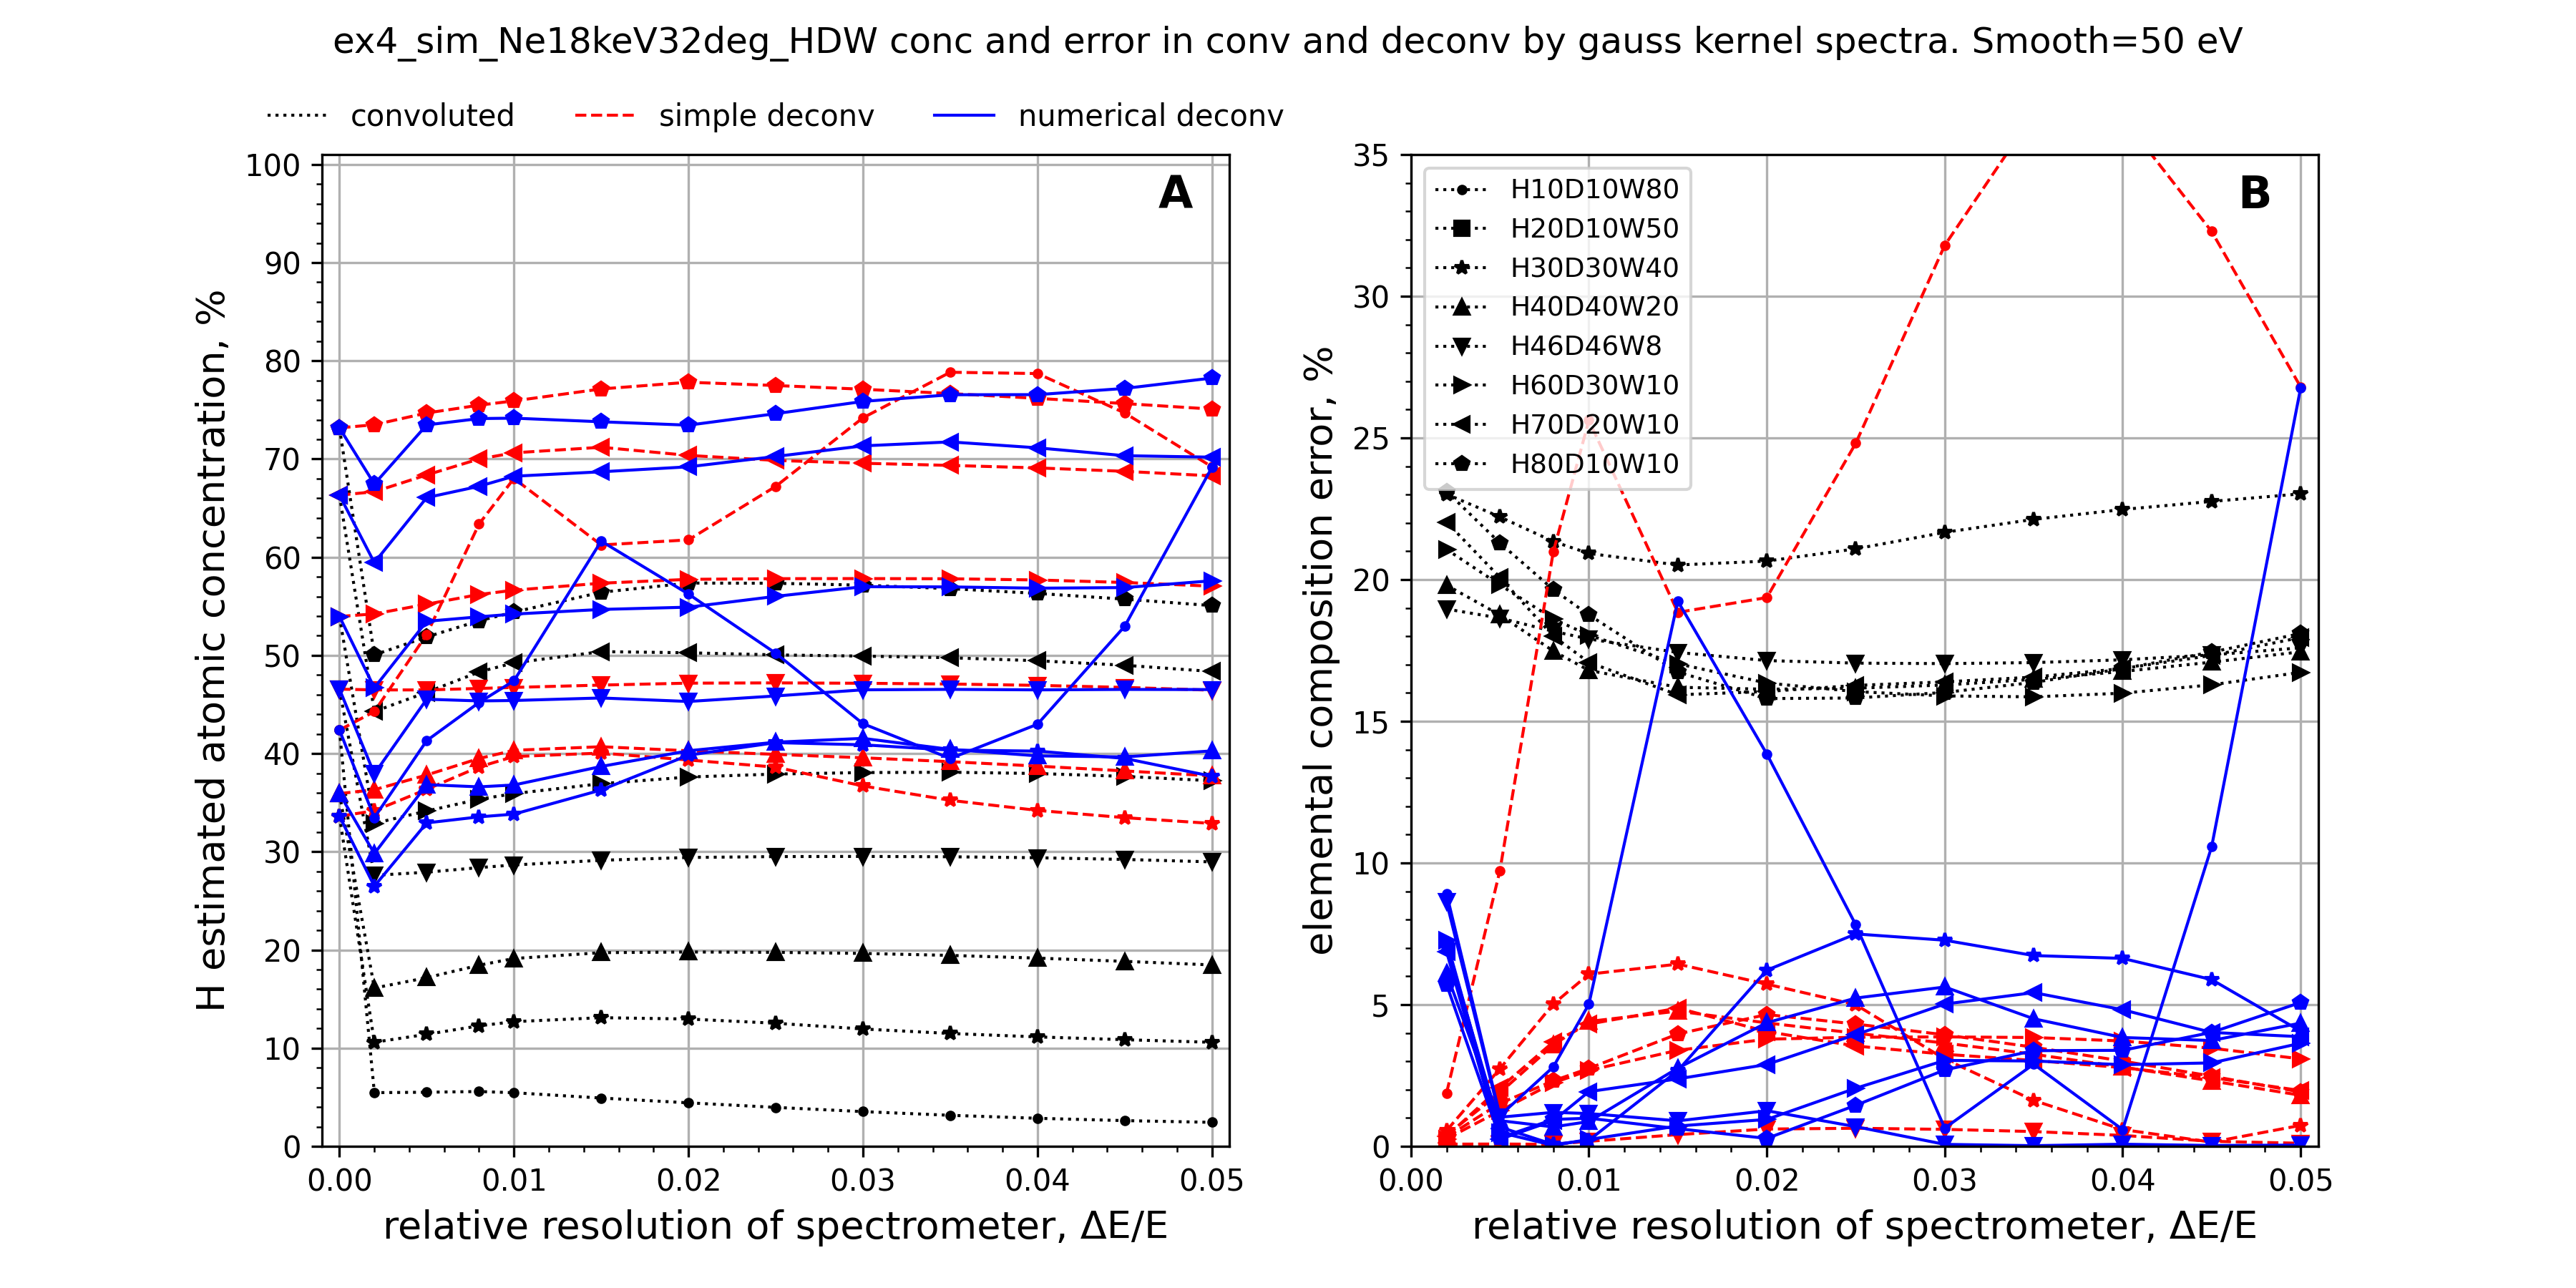 ex4_sim_Ne18keV32deg_HDW conc and error in conv and deconv by gauss kernel spectra. Smooth=50 eV
convoluted simple deconv numerical deconv
A
100
90
80
70
60
50
40
30
20
10
0
0.00 0.01 0.02 0.03 0.04 0.05
H estimated atomic concentration, %
relative resolution of spectrometer, ΔE/E
B
H10D10W80
H20D10W50
H30D30W40
H40D40W20
H46D46W8
H60D30W10
H70D20W10
H80D10W10
35
30
25
20
15
10
5
0
0.00 0.01 0.02 0.03 0.04 0.05
elemental composition error, %
relative resolution of spectrometer, ΔE/E